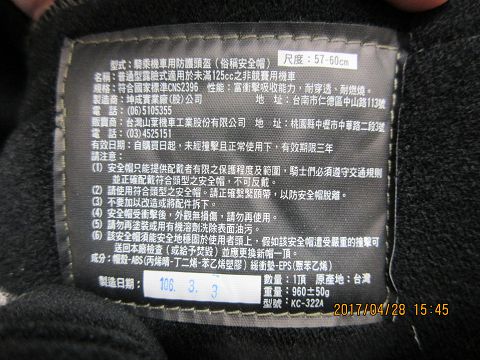 型式：騎乘機車用防護頭盔（俗稱安全帽）
尺度：57-60cm
名稱：普通型露臉式適用於未滿125cc之非競賽用機車
規格：符合國家標準CNS2396 性能：富衝擊吸收能力，耐穿透、耐燃燒。
製造商：坤成實業廠(股)公司 地 址：台南市仁德區中山路113號
電 話：(06)5105355
販售商：台灣山葉機車工業股份有限公司 地 址：桃園縣中壢市中華路二段3號
電 話：(03)4525151
有效日期：自購買日起，未經撞擊且正常使用下，有效期限三年
請注意：
(1) 安全帽只能提供配戴者有限之保護程度及範圍，騎士們必須遵守交通規則
並正確配戴符合頭型之安全帽，不可反戴。
(2) 請使用符合頭型之安全帽。請正確繫緊頤帶，以防安全帽脫離。
(3) 不要加以改造或將配件拆下。
(4) 安全帽受衝擊後，外觀無損傷，請勿再使用。
(5) 請勿再塗裝或用有機溶劑洗除表面油污。
(6) 該安全帽須能安全地穩固於使用者頭上，假如該安全帽遭受嚴重的撞擊可
送回本廠檢查（或給予焚毀）並應更換新帽一頂。
成分：帽殼-ABS(丙烯睛-丁二烯-苯乙烯塑膠) 緩衝墊-EPS(聚苯乙烯)
製造日期：106. 3. 3
數量：1頂 原產地：台灣
重量：960±50g
型號：KC-322A
2017/04/28 15:45